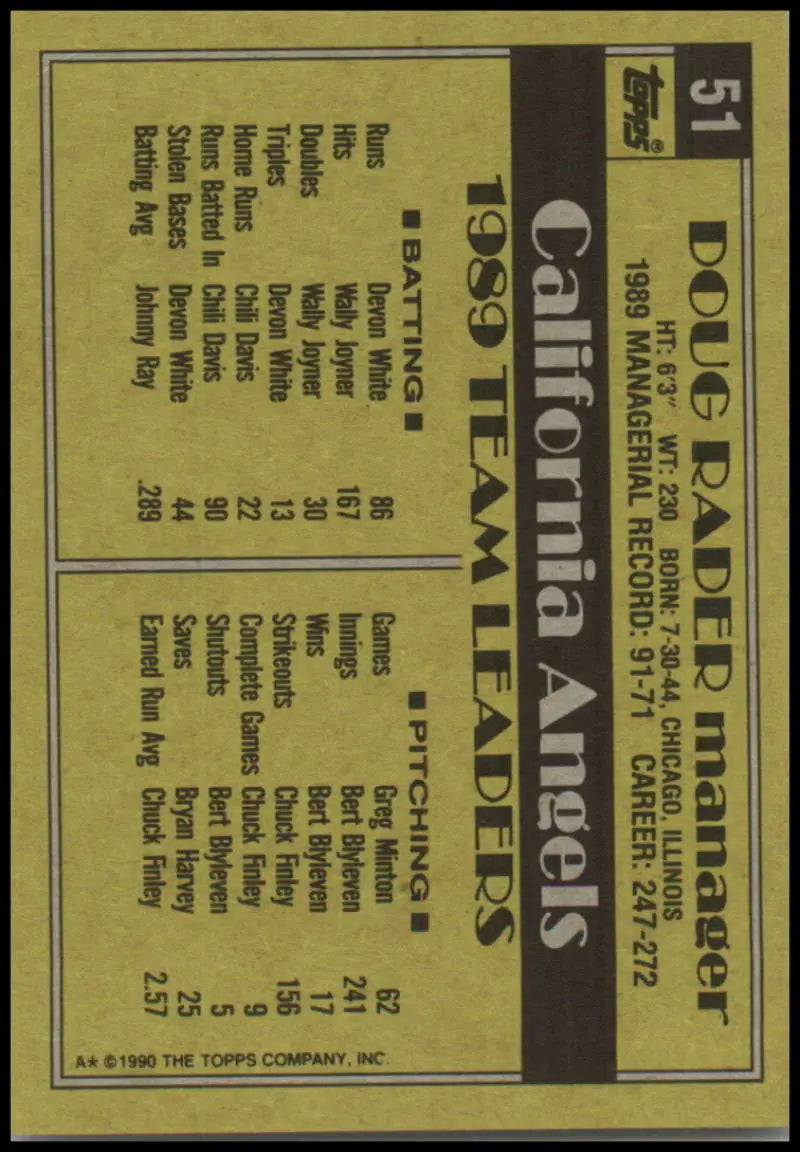 51
Topps®
DOUG RADER manager
HT: 6'3" WT: 230 BORN: 7-30-44, CHICAGO, ILLINOIS
1989 MANAGERIAL RECORD: 91-71 CAREER: 247-272
California Angels
1989 TEAM LEADERS
■ BATTING ■
Runs Devon White 86
Hits Wally Joyner 167
Doubles Wally Joyner 30
Triples Devon White 13
Home Runs Chili Davis 22
Runs Batted In Chili Davis 90
Stolen Bases Devon White 44
Batting Avg Johnny Ray .289
■ PITCHING ■
Games Greg Minton 62
Innings Bert Blyleven 241
Wins Bert Blyleven 17
Strikeouts Chuck Finley 156
Complete Games Chuck Finley 9
Shutouts Bert Blyleven 5
Saves Bryan Harvey 25
Earned Run Avg Chuck Finley 2.57
A* ©1990 THE TOPPS COMPANY, INC.